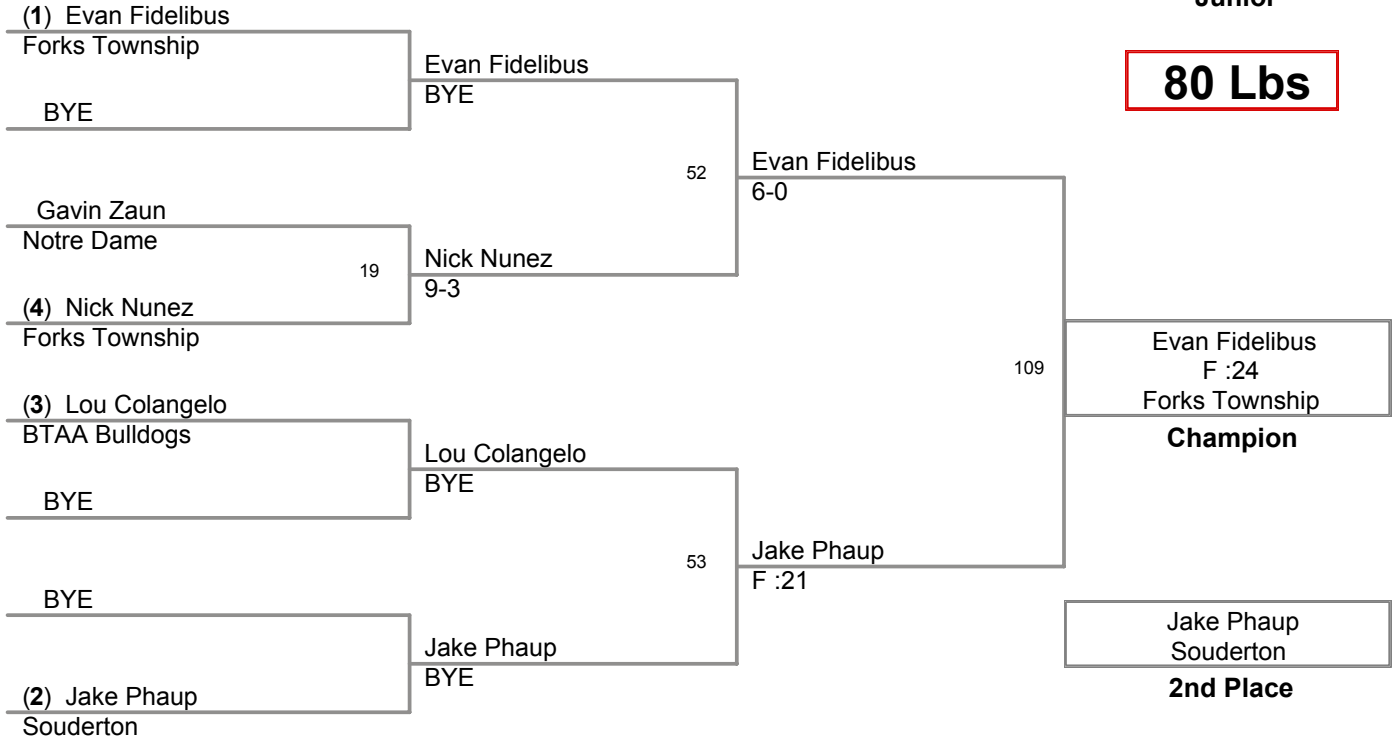 Junior
80 Lbs
(1) Evan Fidelibus
Forks Township
BYE
Gavin Zaun
Notre Dame
19
(4) Nick Nunez
Forks Township
(3) Lou Colangelo
BTAA Bulldogs
BYE
BYE
(2) Jake Phaup
Souderton
Evan Fidelibus
BYE
52
Nick Nunez
9-3
Lou Colangelo
BYE
53
Jake Phaup
BYE
Evan Fidelibus
6-0
109
Jake Phaup
F :21
Evan Fidelibus
F :24
Forks Township
Champion
Jake Phaup
Souderton
2nd Place